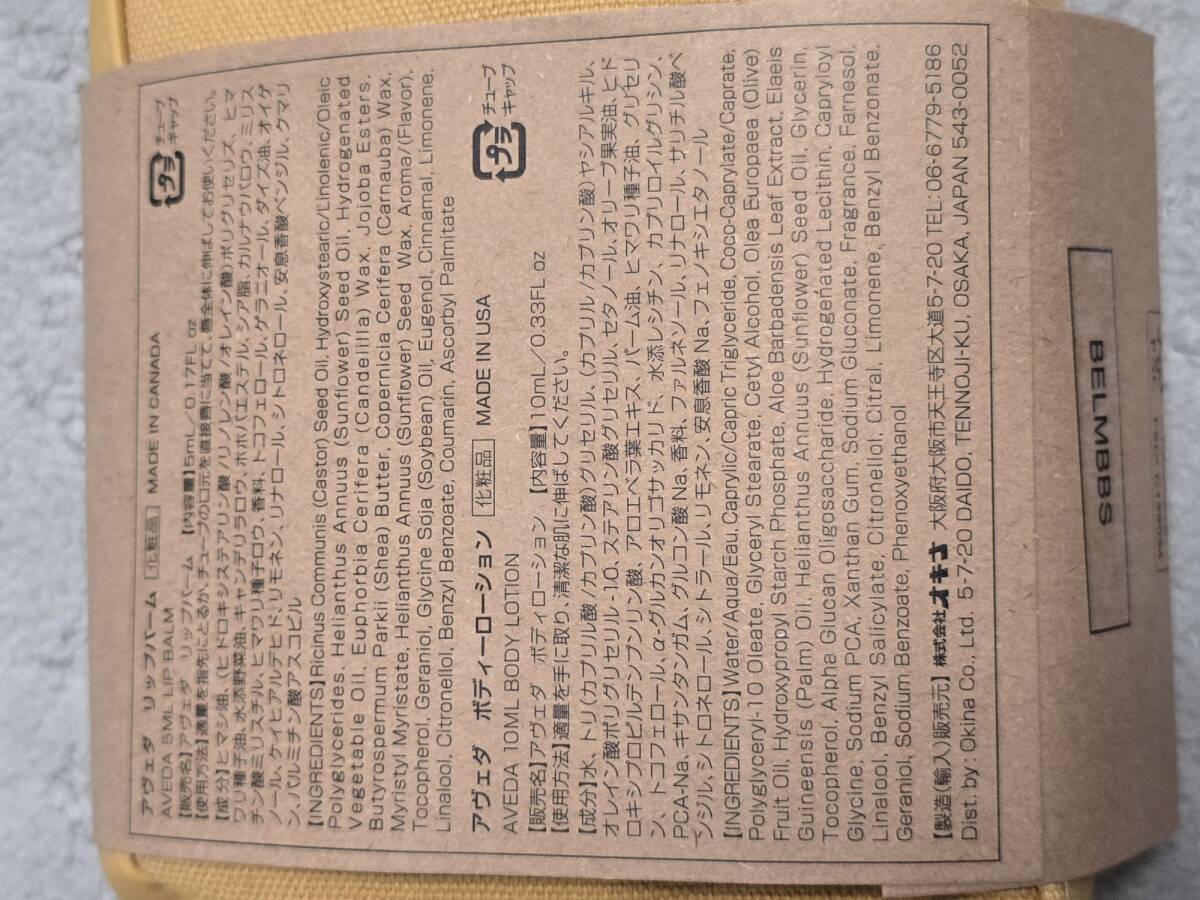 アヴェダ リップバーム 化粧品 MADE IN CANADA
プラ チューブ キャップ
AVEDA 5ML LIP BALM
【販売名】アヴェダ リップバーム 【内容量】5mL/0.17FL oz
【使用方法】適量を指先にとるか、チューブの口元を直接唇に当てて、唇全体に伸ばしてお使いください。
【成分】ヒマシ油、(ヒドロキシステアリン酸/リノレン酸/オレイン酸)ポリグリセリズ、ヒマ
ワリ種子油、水添野菜油、キャンデリラロウ、ホホバエステル、シア脂、カルナウバロウ、ミリス
チン酸ミリスチル、ヒマワリ種子ロウ、香料、トコフェロール、ゲラニオール、ダイズ油、オイゲ
ノール、ケイヒアルデヒド、リモネン、リナロール、シトロネロール、安息香酸ベンジル、クマリ
ン、パルミチン酸アスコビル
【INGREDIENTS】Ricinus Communis (Castor) Seed Oil, Hydroxystearic/Linolenic/Oleic
Polyglycerides, Helianthus Annuus (Sunflower) Seed Oil, Hydrogenated
Vegetable Oil, Euphorbia Cerifera (Candelilla) Wax, Jojoba Esters,
Butyrospermum Parkii (Shea) Butter, Copernicia Cerifera (Carnauba) Wax,
Myristyl Myristate, Helianthus Annuus (Sunflower) Seed Wax, Aroma/(Flavor),
Tocopherol, Geraniol, Glycine Soja (Soybean) Oil, Eugenol, Cinnamal, Limonene,
Linalool, Citronellol, Benzyl Benzoate, Coumarin, Ascorbyl Palmitate
アヴェダ ボディーローション 化粧品 MADE IN USA
プラ チューブ キャップ
AVEDA 10ML BODY LOTION
【販売名】アヴェダ ボディローション 【内容量】10mL/0.33FL oz
【使用方法】適量を手に取り、清潔な肌に伸ばしてください。
【成分】水、トリ(カプリル酸/カプリン酸)グリセリル、(カプリル/カプリン酸)ヤシアルキル、
オレイン酸ポリグリセリル-10、ステアリン酸グリセリル、セタノール、オリーブ果実油、ヒド
ロキシプロピルデンプンリン酸、アロエベラ葉エキス、パーム油、ヒマワリ種子油、グリセリ
ン、トコフェロール、α-グルカンオリゴサッカリド、水添レシチン、カプリロイルグリシン、
PCA-Na、キサンタンガム、グルコン酸Na、香料、ファルネソール、リナロール、サリチル酸ベ
ンジル、シトロネロール、シトラール、リモネン、安息香酸Na、フェノキシエタノール
【INGREDIENTS】Water/Aqua/Eau, Caprylic/Capric Triglyceride, Coco-Caprylate/Caprate,
Polyglyceryl-10 Oleate, Glyceryl Stearate, Cetyl Alcohol, Olea Europaea (Olive)
Fruit Oil, Hydroxypropyl Starch Phosphate, Aloe Barbadensis Leaf Extract, Elaeis
Guineensis (Palm) Oil, Helianthus Annuus (Sunflower) Seed Oil, Glycerin,
Tocopherol, Alpha Glucan Oligosaccharide, Hydrogenated Lecithin, Capryloyl
Glycine, Sodium PCA, Xanthan Gum, Sodium Gluconate, Fragrance, Farnesol,
Linalool, Benzyl Salicylate, Citronellol, Citral, Limonene, Benzyl Benzonate,
Geraniol, Sodium Benzoate, Phenoxyethanol
【製造(輸入)販売元】 株式会社オキナ 大阪府大阪市天王寺区大道5-7-20 TEL: 06-6779-5186
Dist. by: Okina Co., Ltd. 5-7-20 DAIDO, TENNOJI-KU, OSAKA, JAPAN 543-0052
BELMBBS